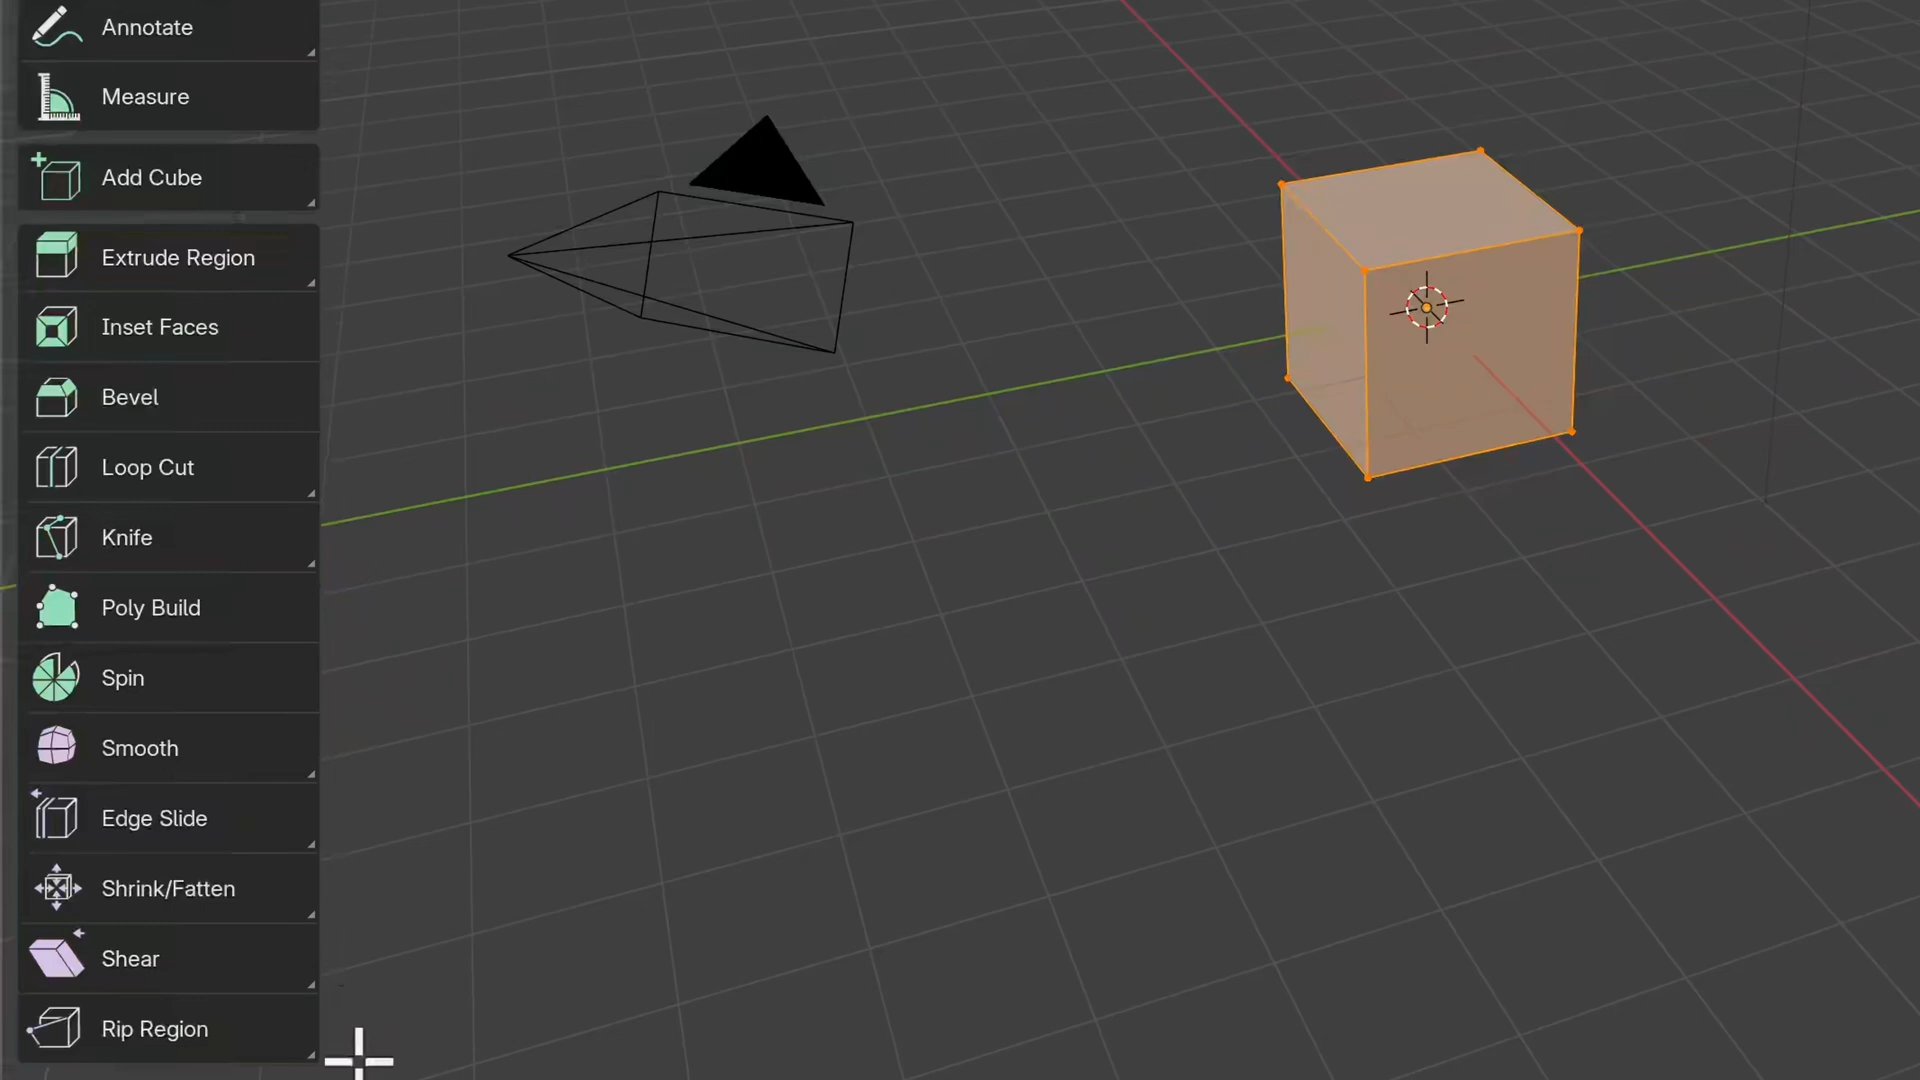 Annotate
Measure
Add Cube
Extrude Region
Inset Faces
Bevel
Loop Cut
Knife
Poly Build
Spin
Smooth
Edge Slide
Shrink/Fatten
Shear
Rip Region